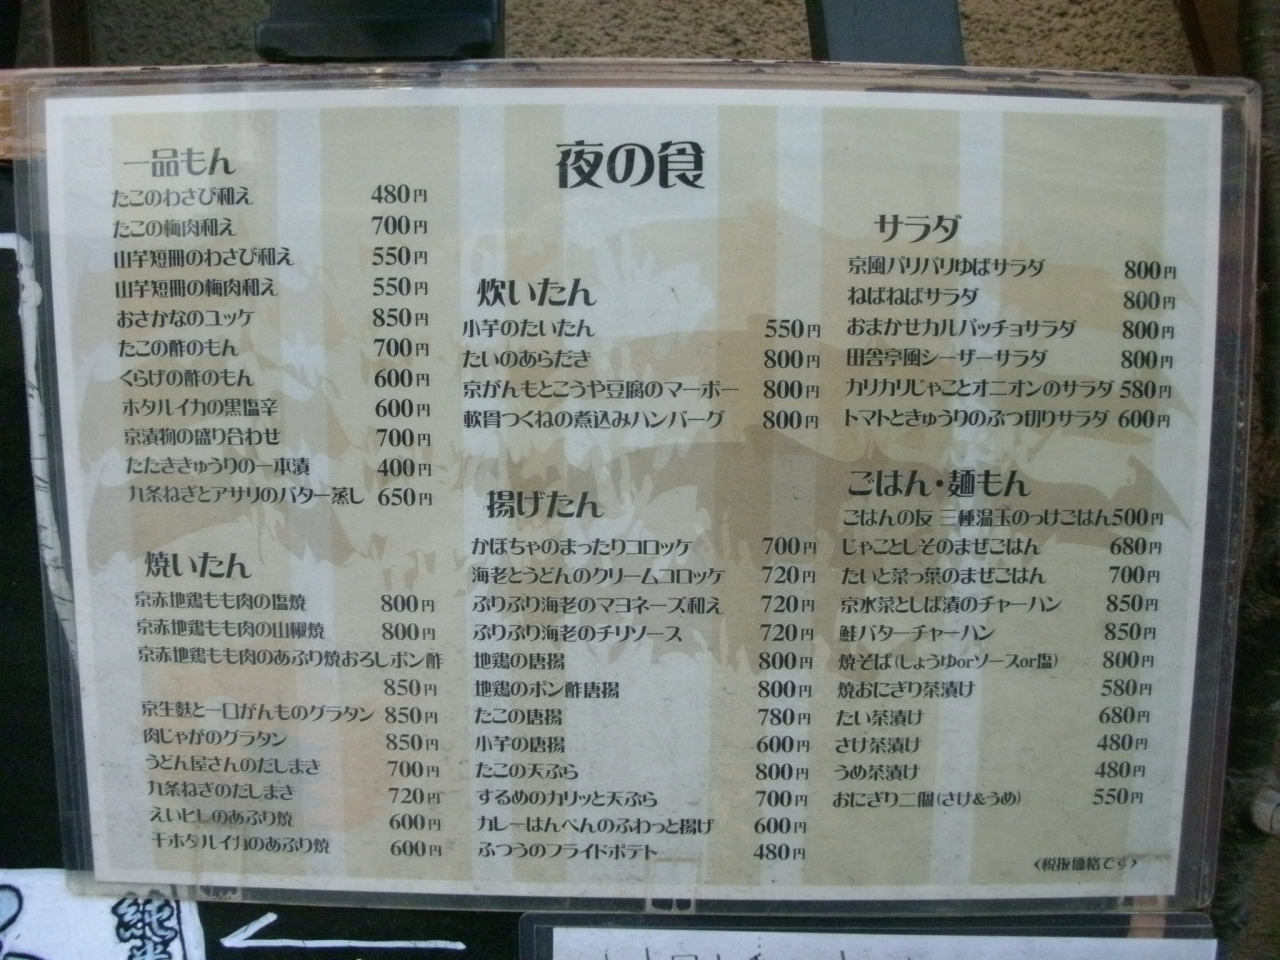 夜の食
一品もん
たこのわさび和え 480円
たこの梅肉和え 700円
山芋短冊のわさび和え 550円
山芋短冊の梅肉和え 550円
おさかなのユッケ 850円
たこの酢のもん 700円
くらげの酢のもん 600円
ホタルイカの黒塩辛 600円
京漬物の盛り合わせ 700円
たたききゅうりの一本漬 400円
九条ねぎとアサリのバター蒸し 650円
焼いたん
京赤地鶏もも肉の塩焼 800円
京赤地鶏もも肉の山椒焼 800円
京赤地鶏もも肉のあぶり焼おろしポン酢
850円
京生麩と一口がんものグラタン 850円
肉じゃがのグラタン 850円
うどん屋さんのだしまき 700円
九条ねぎのだしまき 720円
えいヒレのあぶり焼 600円
干ホタルイカのあぶり焼 600円
炊いたん
小芋のたいたん 550円
たいのあらだき 800円
京がんもとこうや豆腐のマーボー 800円
軟骨つくねの煮込みハンバーグ 800円
揚げたん
かぼちゃのまったりコロッケ 700円
海老とうどんのクリームコロッケ 720円
ぷりぷり海老のマヨネーズ和え 720円
ぷりぷり海老のチリソース 720円
地鶏の唐揚 800円
地鶏のポン酢唐揚 800円
たこの唐揚 780円
小芋の唐揚 600円
たこの天ぷら 800円
するめのカリッと天ぷら 700円
カレーはんぺんのふわっと揚げ 600円
ふつうのフライドポテト 480円
サラダ
京風パリパリゆばサラダ 800円
ねばねばサラダ 800円
おまかせカルパッチョサラダ 800円
田舎亭風シーザーサラダ 800円
カリカリじゃことオニオンのサラダ 580円
トマトときゅうりのぶつ切りサラダ 600円
ごはん・麺もん
ごはんの友 三種温玉のっけごはん 500円
じゃことしそのまぜごはん 680円
たいと菜っ葉のまぜごはん 700円
京水菜としば漬のチャーハン 850円
鮭バターチャーハン 850円
焼そば(しょうゆorソースor塩) 800円
焼おにぎり茶漬け 580円
たい茶漬け 680円
さけ茶漬け 480円
うめ茶漬け 480円
おにぎり二個(さけ&うめ) 550円
<税抜価格です>
純米